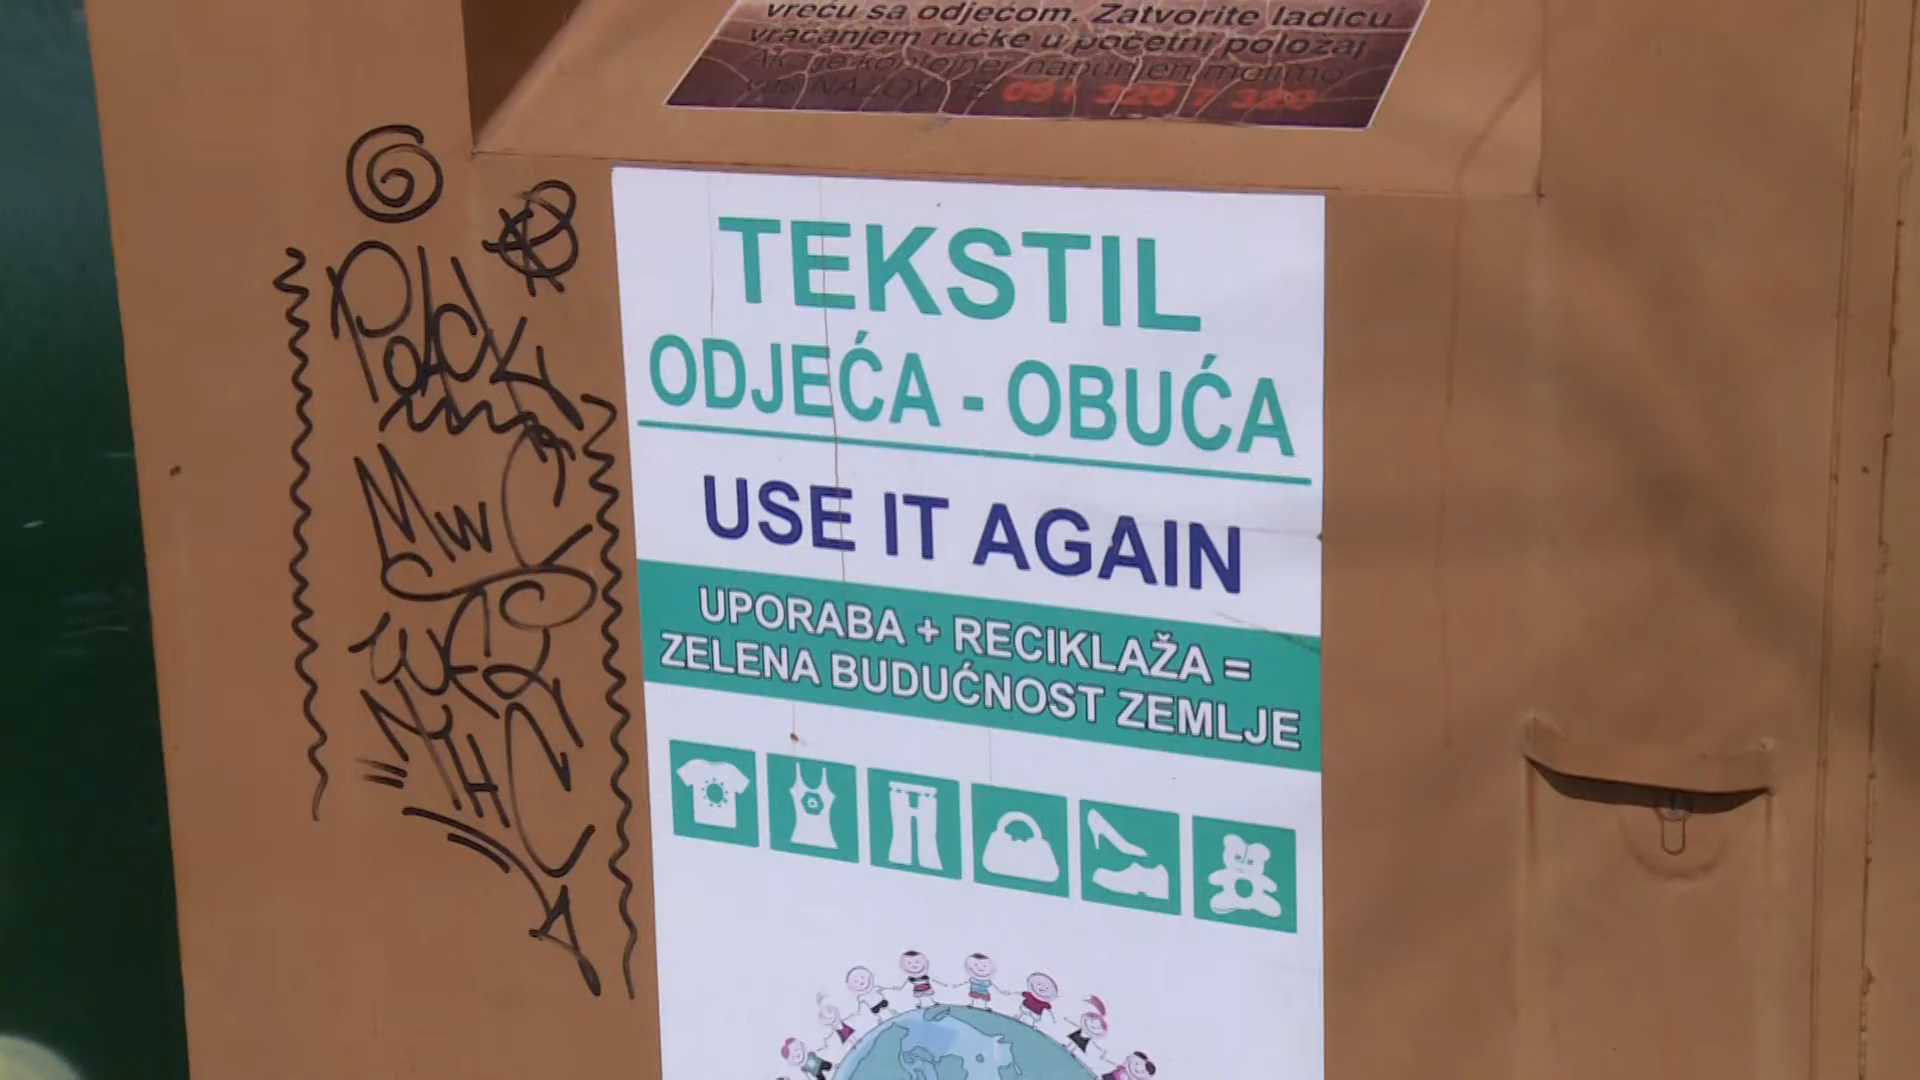 vreću sa odjećom. Zatvorite ladicu
vraćanjem ručke u početni položaj
Ako je kontejner napunjen molimo
vas NAZOVITE 091 320 7 320
TEKSTIL
ODJEĆA - OBUĆA
USE IT AGAIN
UPORABA + RECIKLAŽA =
ZELENA BUDUĆNOST ZEMLJE